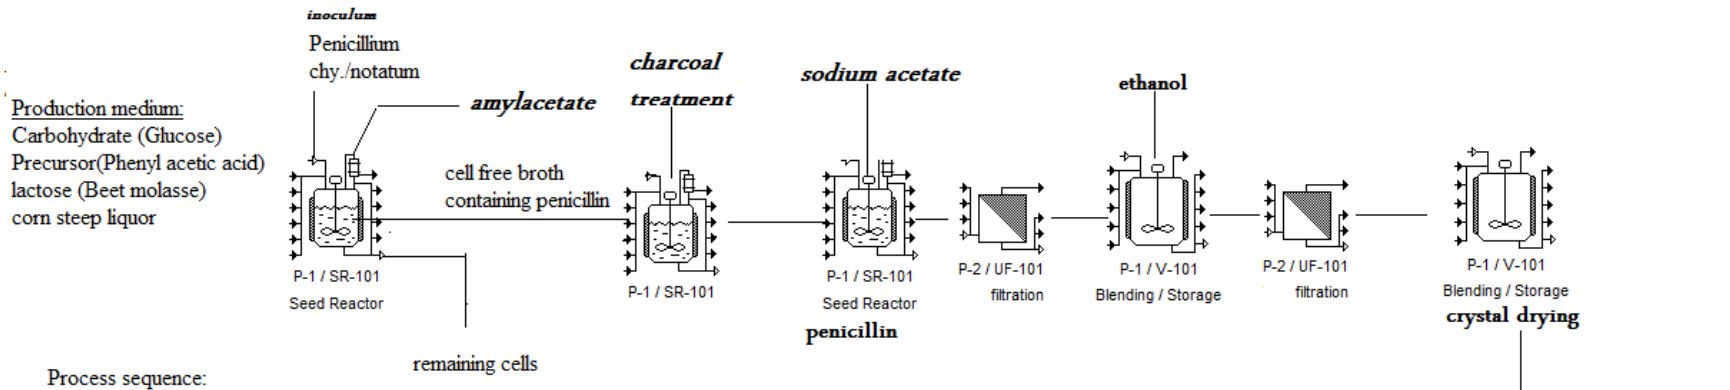 inoculum
Penicillium
chy./notatum
Production medium:
Carbohydrate (Glucose)
Precursor(Phenyl acetic acid)
lactose (Beet molasse)
corn steep liquor
amylacetate
charcoal
treatment
sodium acetate
ethanol
cell free broth
containing penicillin
P-1 / SR-101
Seed Reactor
P-1 / SR-101
P-1 / SR-101
Seed Reactor
penicillin
P-2 / UF-101
filtration
P-1 / V-101
Blending / Storage
P-2 / UF-101
filtration
P-1 / V-101
Blending / Storage
crystal drying
remaining cells
Process sequence: